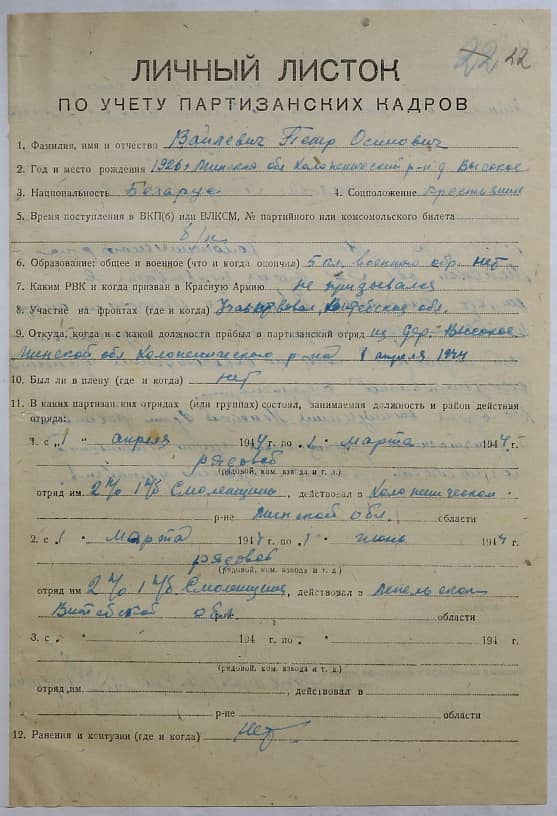 22 22
ЛИЧНЫЙ ЛИСТОК
ПО УЧЕТУ ПАРТИЗАНСКИХ КАДРОВ
1. Фамилия, имя и отчество Вайлевич Петр Осипович
2. Год и место рождения 1926 г Минская обл Холопеничский р-н д. Высокое
3. Национальность Беларус 4. Соцположение Крестьянин
5. Время поступления в ВКП(б) или ВЛКСМ, № партийного или комсомольского билета
б/п
6. Образование: общее и военное (что и когда окончил) 5 кл, военного обр. нет
7. Каким РВК и когда призван в Красную Армию не призывался
8. Участие на фронтах (где и когда) Участвовал, Витебская обл.
9. Откуда, когда и с какой должности прибыл в партизанский отряд из дер. Высокое
Минской обл Холопеничского р-на 1 апреля 1944
10. Был ли в плену (где и когда) нет
11. В каких партизанских отрядах (или группах) состоял, занимаемая должность и район действия
отряда:
1. с „1 " апреля 1944 г. по „1 " марта 1944 г.
рядовой
(рядовой, ком. взвода и т. д.)
отряд им 2 ч/о 1 ч/б Смоленщина, действовал в Холопическом
р-не Минской обл. области
2. с „1 " марта 1944 г. по „1 " июнь 1944 г.
рядовой
(рядовой, ком. взвода и т. д.)
отряд им 2 ч/о 1 ч/б Смоленщина, действовал в Лепельском
Витебской обл. области
3. с " 194 г. по " 194 г.
(рядовой, ком. взвода и т. д.)
отряд им. , действовал в
р-не области
12. Ранения и контузии (где и когда) нет